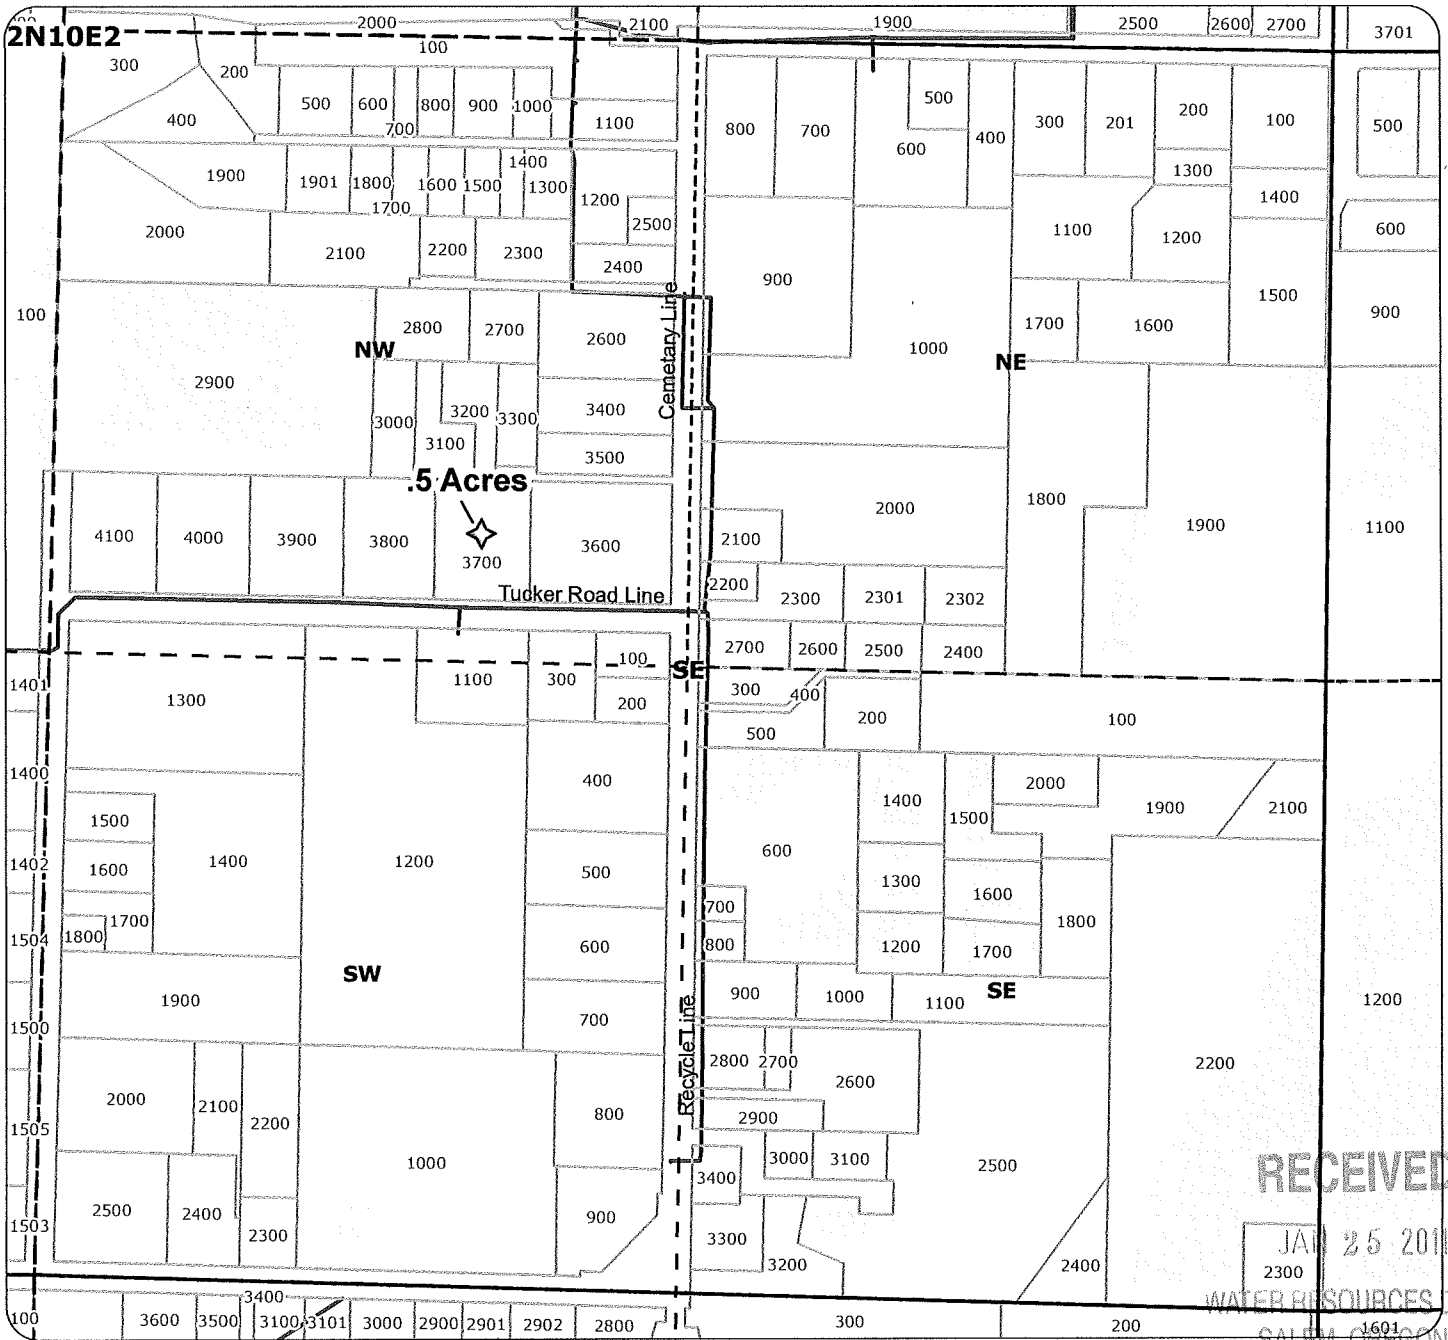 2000 2100 1900 2500 2600 2700 3701
2N10E2
100
300 200
500 600 800 900 1000
400 700 1100
800 700 500 600 400 300 201 200 100 500
1300
1400
1400
1900 1901 1800 1600 1500 1300 1200
1700
2500
2000 2100 2200 2300 2400
1100 1200 600
900 1500 900
100
2800 2700 2600
1700 1600
NW
1000 NE
2900
3000 3200 3300 3400
3100
3500
Cemetary Line
.5 Acres
1800 1900 1100
2000
4100 4000 3900 3800 3700 3600
2100
2200 2300 2301 2302
Tucker Road Line
2700 2600 2500 2400
SE
100
1401 1300 1100 300 200
300 400
500 200 100
1400
400
2000
1400 1500 1900 2100
1500
1402 1600 1400 1200 500
600
1300 1600
700
1700
1800
1504
800 1200 1700 1800
600
SW
900 1000 1100 SE
1900
1200
700
1500
Recycle Line
2800 2700 2600
2200
2000 2100 2200 800
2900
1505
1000
3000 3100 2500
3400
RECEIVED
2500 2400 900
1503 2300
3300 3200 2400
JAN 25 201
2300
WATER RESOURCES
SALEM, OREGON
100 3600 3500 3400 3100 3101 3000 2900 2901 2902 2800 300 200 1601